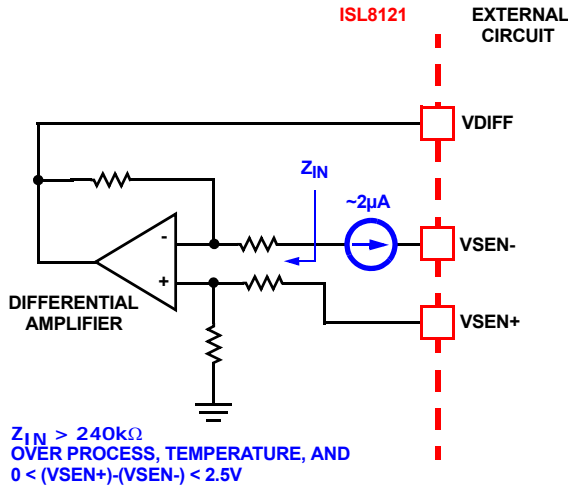 ISL8121
EXTERNAL
CIRCUIT
VDIFF
ZIN
~2µA
VSEN-
-
+
VSEN+
DIFFERENTIAL
AMPLIFIER
ZIN > 240kΩ
OVER PROCESS, TEMPERATURE, AND
0 < (VSEN+)-(VSEN-) < 2.5V